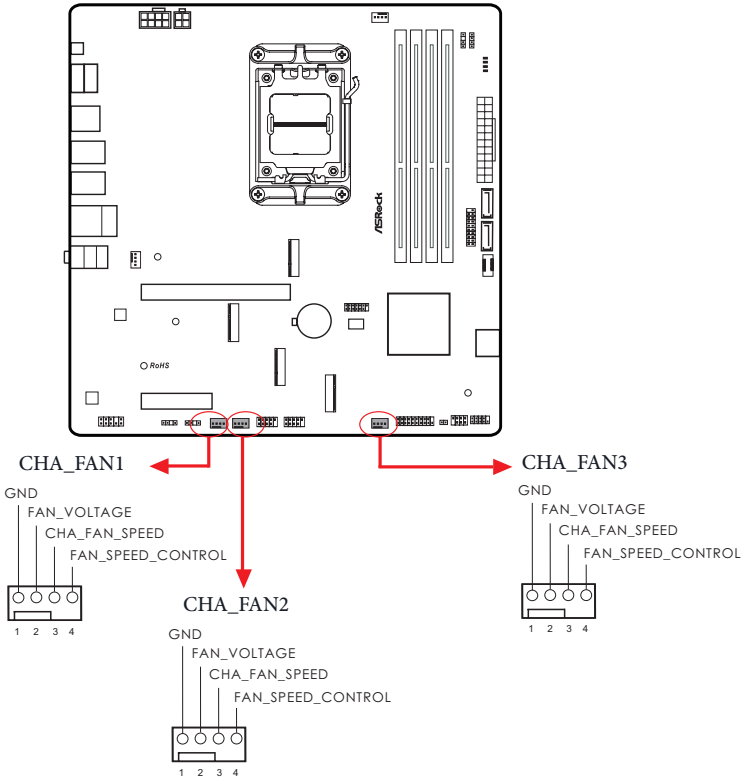 ASRock
RoHS
CHA_FAN1
GND
FAN_VOLTAGE
CHA_FAN_SPEED
FAN_SPEED_CONTROL
1 2 3 4
CHA_FAN2
GND
FAN_VOLTAGE
CHA_FAN_SPEED
FAN_SPEED_CONTROL
1 2 3 4
CHA_FAN3
GND
FAN_VOLTAGE
CHA_FAN_SPEED
FAN_SPEED_CONTROL
1 2 3 4